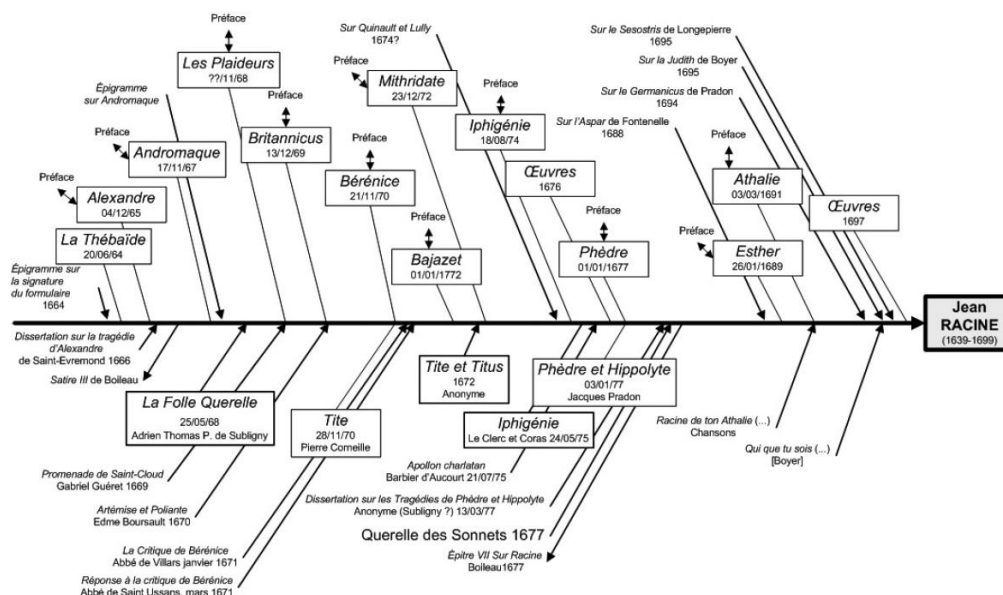 Préface
Les Plaideurs
??/11/68
Sur Quinault et Lully
1674?
Sur le Sesostris de Longepierre
1695
Sur la Judith de Boyer
1695
Sur le Germanicus de Pradon
1694
Sur l'Aspar de Fontenelle
1688
Épigramme
sur Andromaque
Préface
Mithridate
23/12/72
Préface
Iphigénie
18/08/74
Préface
Britannicus
13/12/69
Préface
Andromaque
17/11/67
Préface
Bérénice
21/11/70
Œuvres
1676
Préface
Athalie
03/03/1691
Œuvres
1697
Préface
Alexandre
04/12/65
La Thébaïde
20/06/64
Préface
Bajazet
01/01/1772
Préface
Phèdre
01/01/1677
Préface
Esther
26/01/1689
Épigramme sur
la signature
du formulaire
1664
Jean
RACINE
(1639-1699)
Dissertation sur la tragédie
d'Alexandre
de Saint-Evremond 1666
Satire III de Boileau
La Folle Querelle
25/05/68
Adrien Thomas P. de Subligny
Tite
28/11/70
Pierre Corneille
Tite et Titus
1672
Anonyme
Phèdre et Hippolyte
03/01/77
Jacques Pradon
Iphigénie
Le Clerc et Coras 24/05/75
Racine de ton Athalie (...)
Chansons
Qui que tu sois (...)
[Boyer]
Promenade de Saint-Cloud
Gabriel Guéret 1669
Apollon charlatan
Barbier d'Aucourt 21/07/75
Artémise et Poliante
Edme Boursault 1670
Dissertation sur les Tragédies de Phèdre et Hippolyte
Anonyme (Subligny ?) 13/03/77
Querelle des Sonnets 1677
La Critique de Bérénice
Abbé de Villars janvier 1671
Épitre VII Sur Racine
Boileau1677
Réponse à la critique de Bérénice
Abbé de Saint Ussans, mars 1671